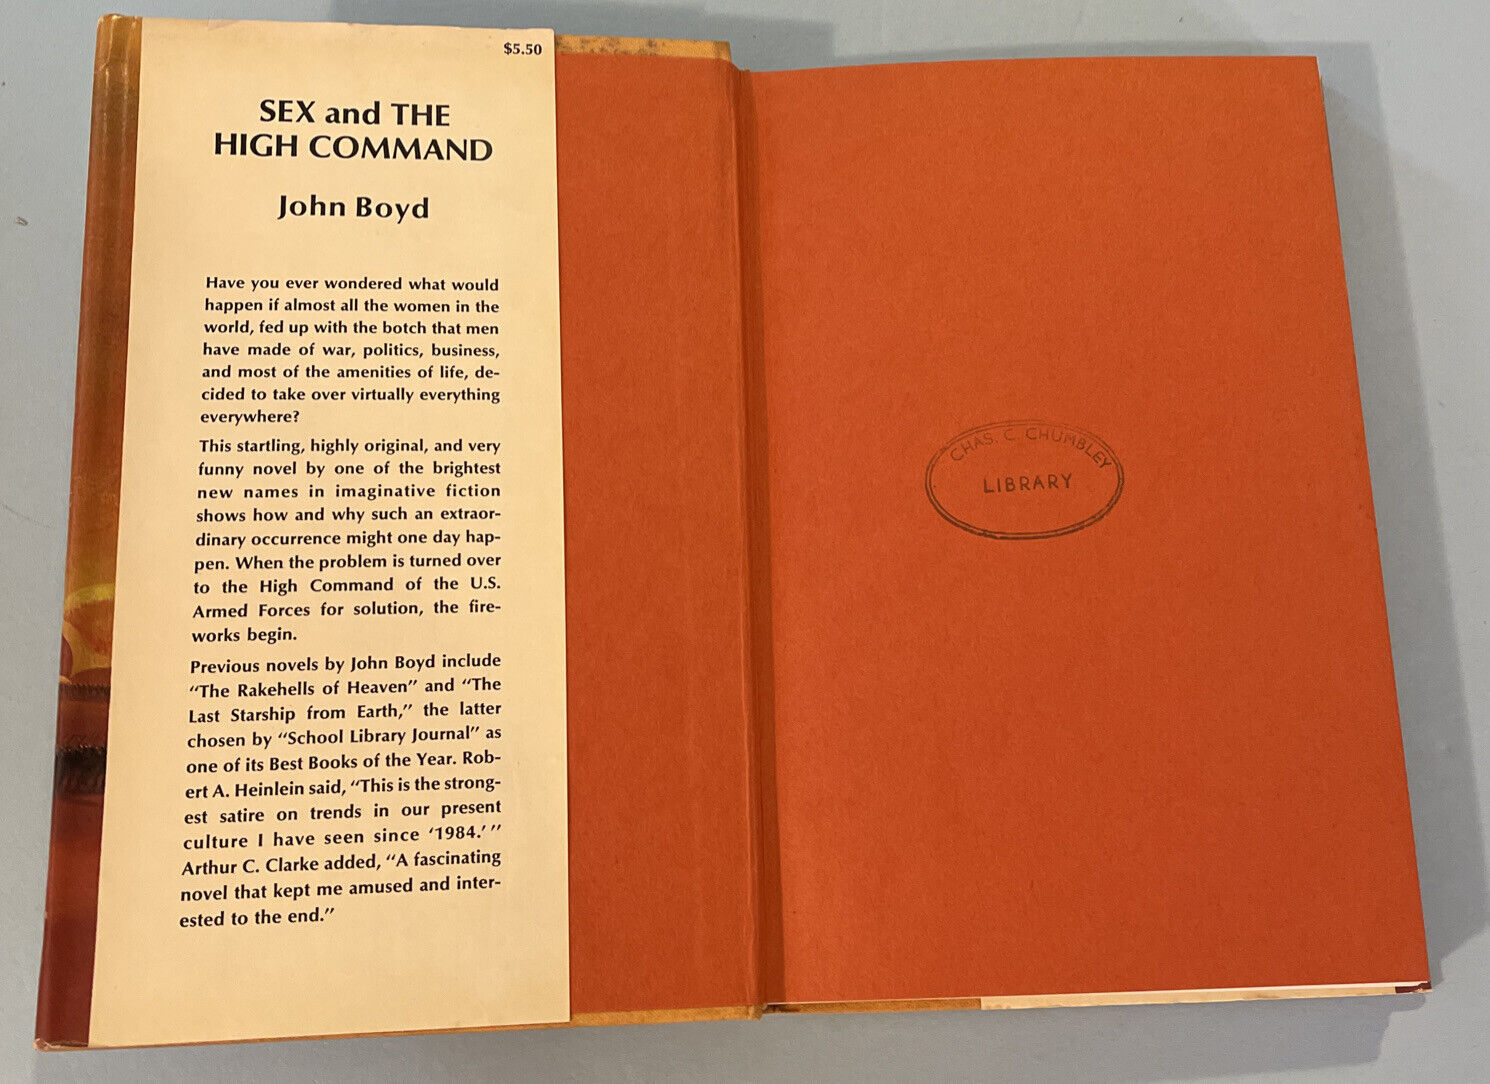 $5.50
SEX and THE
HIGH COMMAND
John Boyd
Have you ever wondered what would
happen if almost all the women in the
world, fed up with the botch that men
have made of war, politics, business,
and most of the amenities of life, de-
cided to take over virtually everything
everywhere?
This startling, highly original, and very
funny novel by one of the brightest
new names in imaginative fiction
shows how and why such an extraor-
dinary occurrence might one day hap-
pen. When the problem is turned over
to the High Command of the U.S.
Armed Forces for solution, the fire-
works begin.
Previous novels by John Boyd include
"The Rakehells of Heaven" and "The
Last Starship from Earth," the latter
chosen by "School Library Journal" as
one of its Best Books of the Year. Rob-
ert A. Heinlein said, "This is the strong-
est satire on trends in our present
culture I have seen since '1984.'"
Arthur C. Clarke added, "A fascinating
novel that kept me amused and inter-
ested to the end."
CHAS. C. CHUMBLEY
LIBRARY